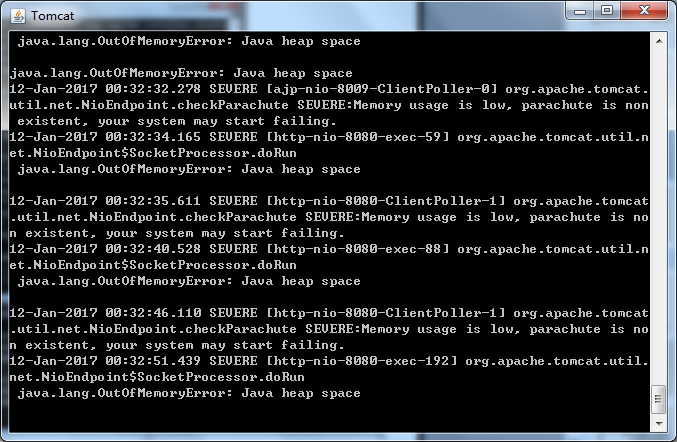 Tomcat
java.lang.OutOfMemoryError: Java heap space
java.lang.OutOfMemoryError: Java heap space
12-Jan-2017 00:32:32.278 SEVERE [ajp-nio-8009-ClientPoller-0] org.apache.tomcat.
util.net.NioEndpoint.checkParachute SEVERE:Memory usage is low, parachute is non
 existent, your system may start failing.
12-Jan-2017 00:32:34.165 SEVERE [http-nio-8080-exec-59] org.apache.tomcat.util.n
et.NioEndpoint$SocketProcessor.doRun
 java.lang.OutOfMemoryError: Java heap space
12-Jan-2017 00:32:35.611 SEVERE [http-nio-8080-ClientPoller-1] org.apache.tomcat
.util.net.NioEndpoint.checkParachute SEVERE:Memory usage is low, parachute is no
n existent, your system may start failing.
12-Jan-2017 00:32:40.528 SEVERE [http-nio-8080-exec-88] org.apache.tomcat.util.n
et.NioEndpoint$SocketProcessor.doRun
 java.lang.OutOfMemoryError: Java heap space
12-Jan-2017 00:32:46.110 SEVERE [http-nio-8080-ClientPoller-1] org.apache.tomcat
.util.net.NioEndpoint.checkParachute SEVERE:Memory usage is low, parachute is no
n existent, your system may start failing.
12-Jan-2017 00:32:51.439 SEVERE [http-nio-8080-exec-192] org.apache.tomcat.util.
net.NioEndpoint$SocketProcessor.doRun
 java.lang.OutOfMemoryError: Java heap space